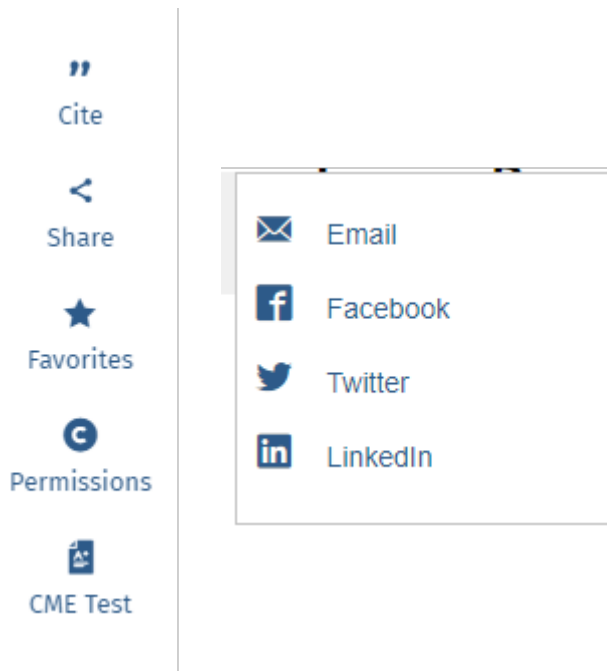 Cite
Share
Favorites
Permissions
CME Test
Email
Facebook
Twitter
LinkedIn